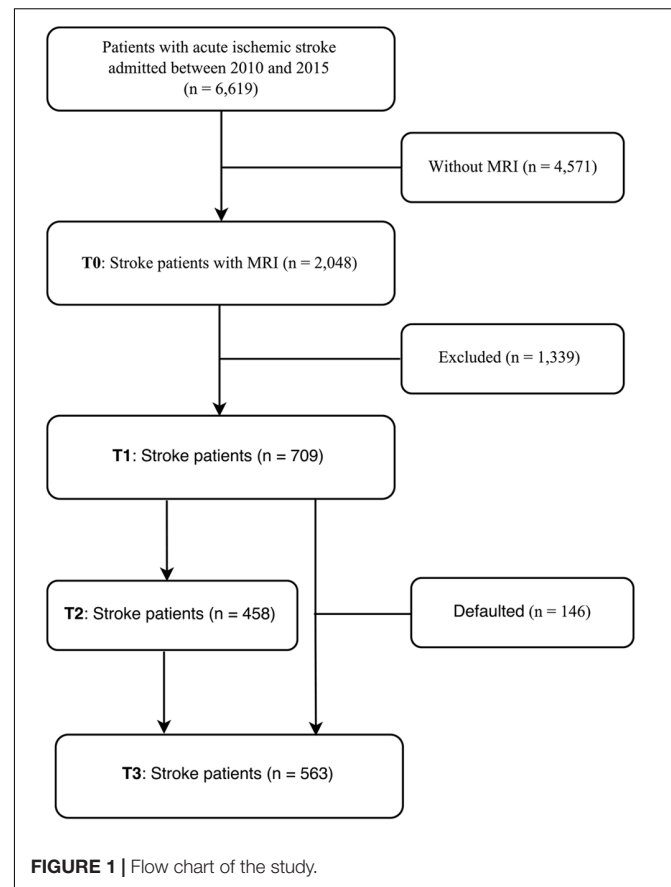 Patients with acute ischemic stroke
admitted between 2010 and 2015
(n = 6,619)
Without MRI (n = 4,571)
T0: Stroke patients with MRI (n = 2,048)
Excluded (n = 1,339)
T1: Stroke patients (n = 709)
T2: Stroke patients (n = 458)
Defaulted (n = 146)
T3: Stroke patients (n = 563)
FIGURE 1 | Flow chart of the study.